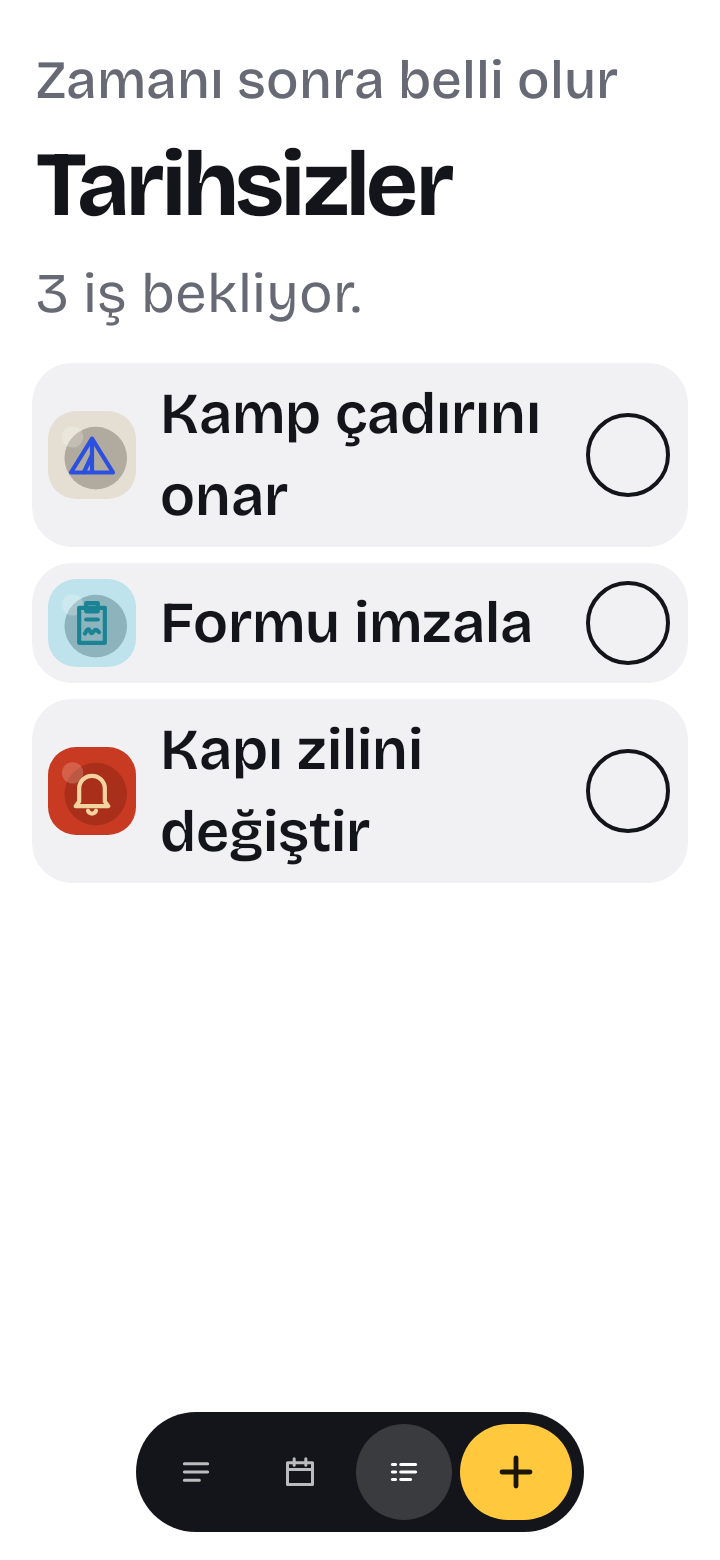 Zamanı sonra belli olur
Tarihsizler
3 iş bekliyor.
Kamp çadırını
onar
Formu imzala
Kapı zilini
değiştir